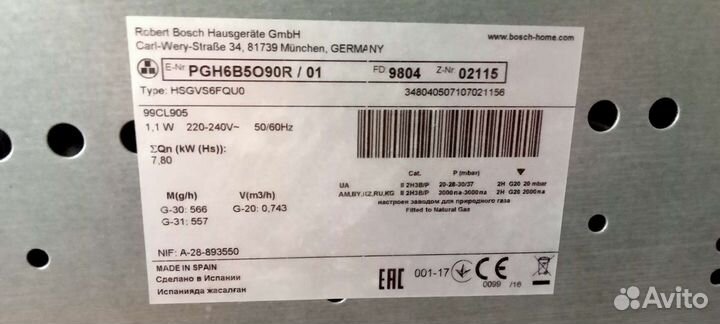 Robert Bosch Hausgeräte GmbH
Carl-Wery-Straße 34, 81739 München, GERMANY
www.bosch-home.com
E-Nr PGH6B5O90R / 01 FD 9804 Z-Nr 02115
Type: HSGVS6FQU0 348040507107021156
99CL905
1,1 W 220-240V~ 50/60Hz
ΣQn (kW (Hs)):
7,80
Cat. P (mbar)
UA II 2H3B/P 20-28-30/37 2H G20 20 mbar
AM,BY,KZ,RU,KG II 2H3B/P 2000па-3000па 2H G20 2000па
настроен заводом для природного газа
Fitted to Natural Gas
M(g/h) V(m3/h)
G-30: 566 G-20: 0,743
G-31: 557
NIF: A-28-893550
MADE IN SPAIN
Сделано в Испании
Испанияда жасалған
EAC 001-17 CE
0099 /16
Avito